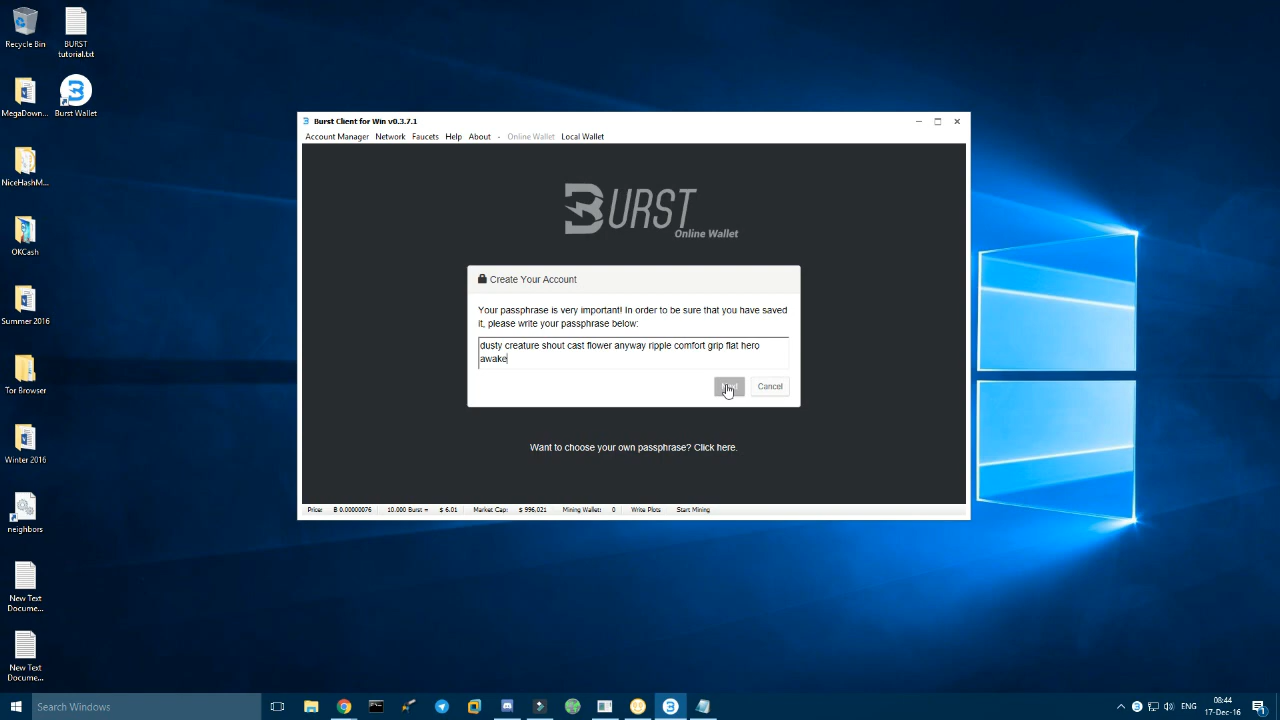 Recycle Bin
BURST
tutorial.txt
MegaDown...
Burst Wallet
NiceHashM...
OKCash
Summer 2016
Tor Browser
Winter 2016
neighbors
New Text
Docume...
New Text
Docume...
Burst Client for Win v0.3.7.1
Account Manager Network Faucets Help About - Online Wallet Local Wallet
BURST
Online Wallet
Create Your Account
Your passphrase is very important! In order to be sure that you have saved
it, please write your passphrase below:
dusty creature shout cast flower anyway ripple comfort grip flat hero
awake
Cancel
Want to choose your own passphrase? Click here.
Price: B 0.00000076 10.000 Burst = $ 6.01 Market Cap: $ 996,021 Mining Wallet: 0 Write Plots Start Mining
Search Windows
ENG
08:44
17-Dec-16